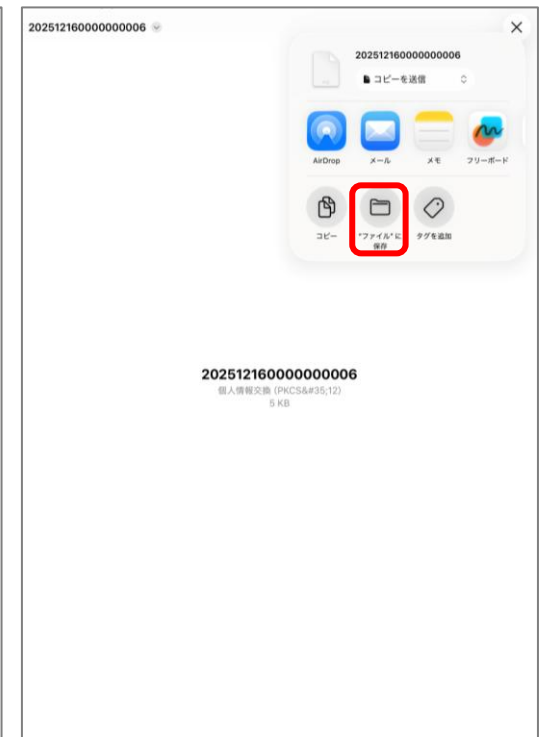 202512160000000006
202512160000000006
コピーを送信
AirDrop
メール
メモ
フリーボード
コピー
"ファイル"に
保存
タグを追加
202512160000000006
個人情報交換 (PKCS&#35;12)
5 KB